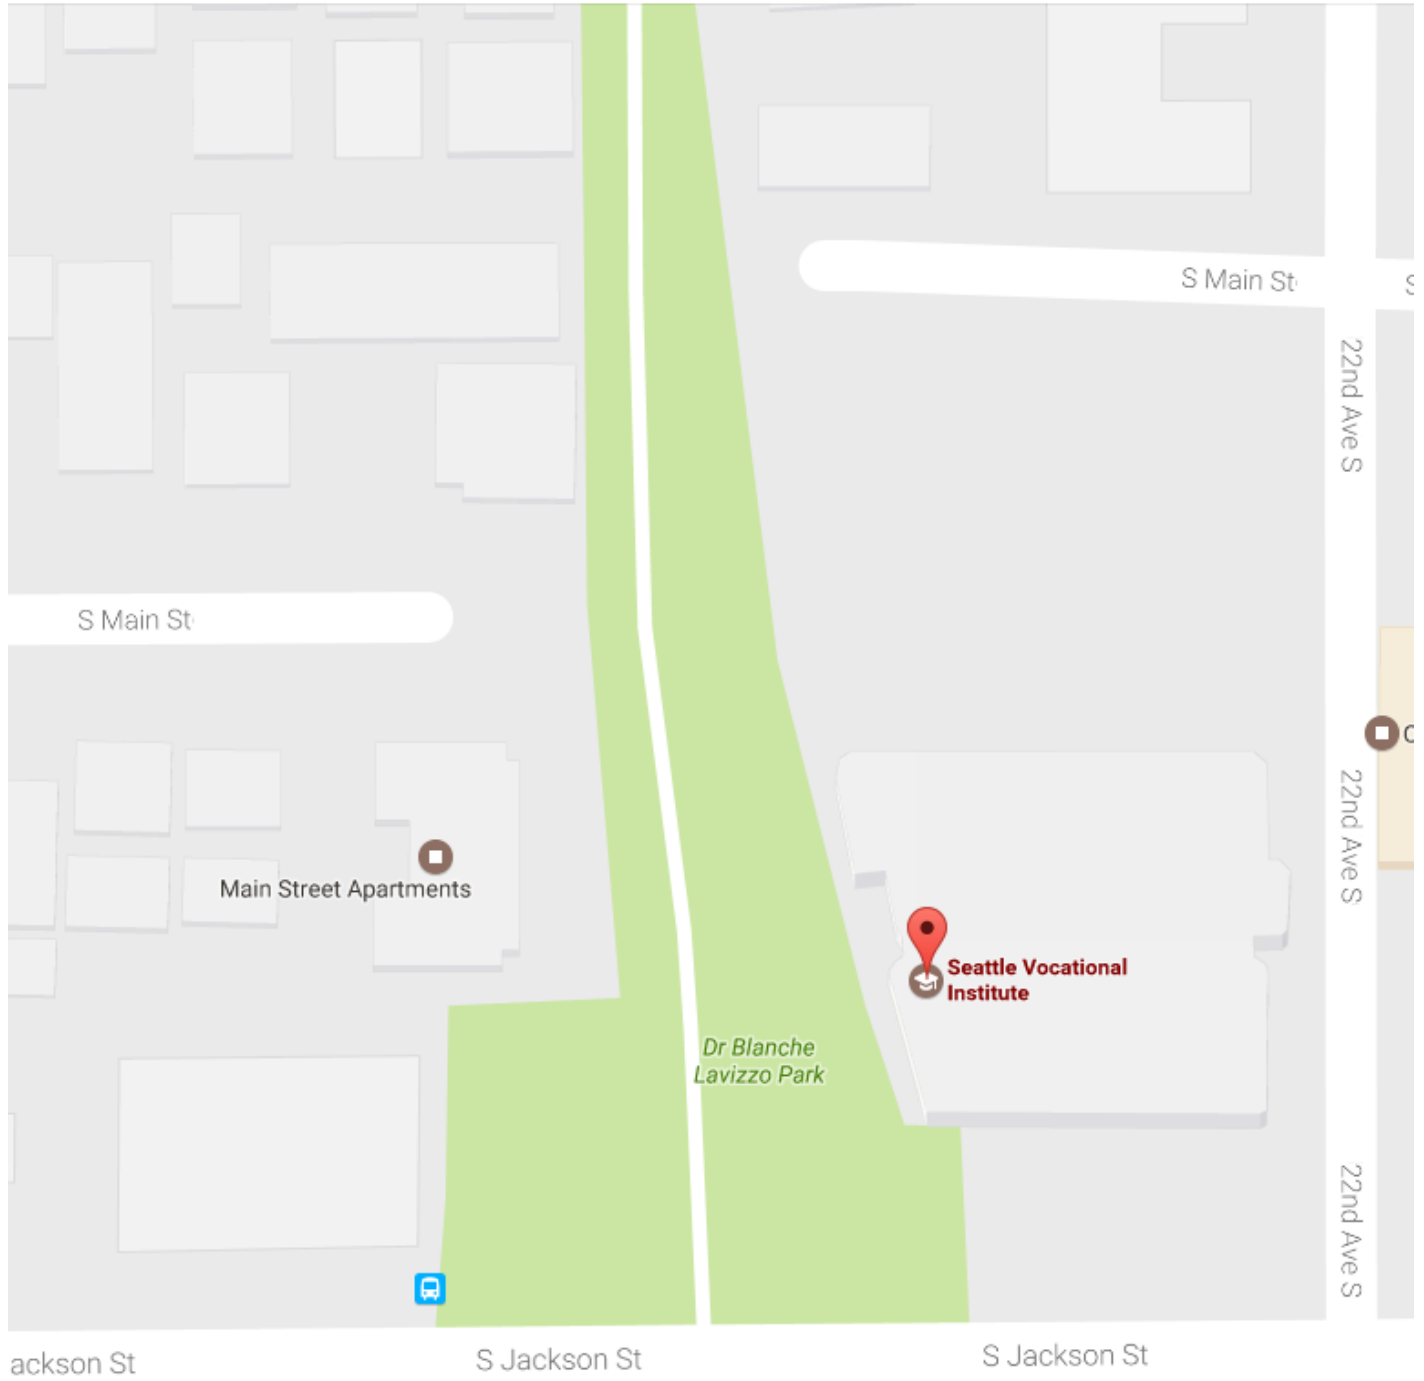 S Main St
S
22nd Ave S
S Main St
C
22nd Ave S
Main Street Apartments
Seattle Vocational
Institute
Dr Blanche
Lavizzo Park
22nd Ave S
ackson St
S Jackson St
S Jackson St